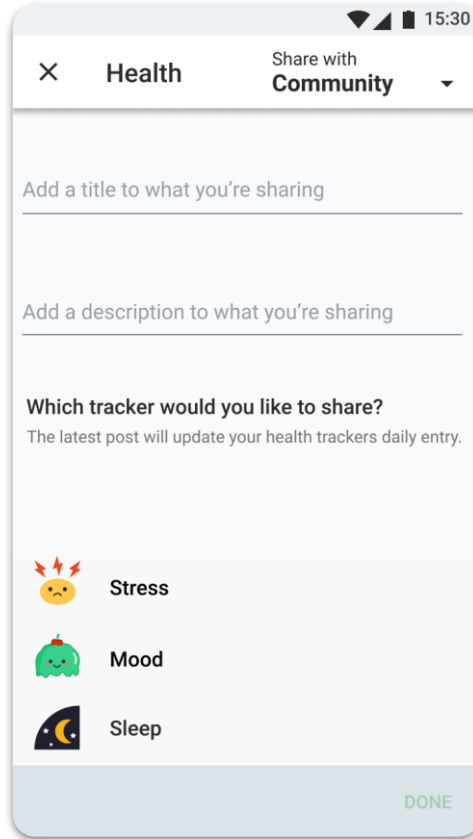 15:30
Health
Share with
Community
Add a title to what you’re sharing
Add a description to what you’re sharing
Which tracker would you like to share?
The latest post will update your health trackers daily entry.
Stress
Mood
Sleep
DONE